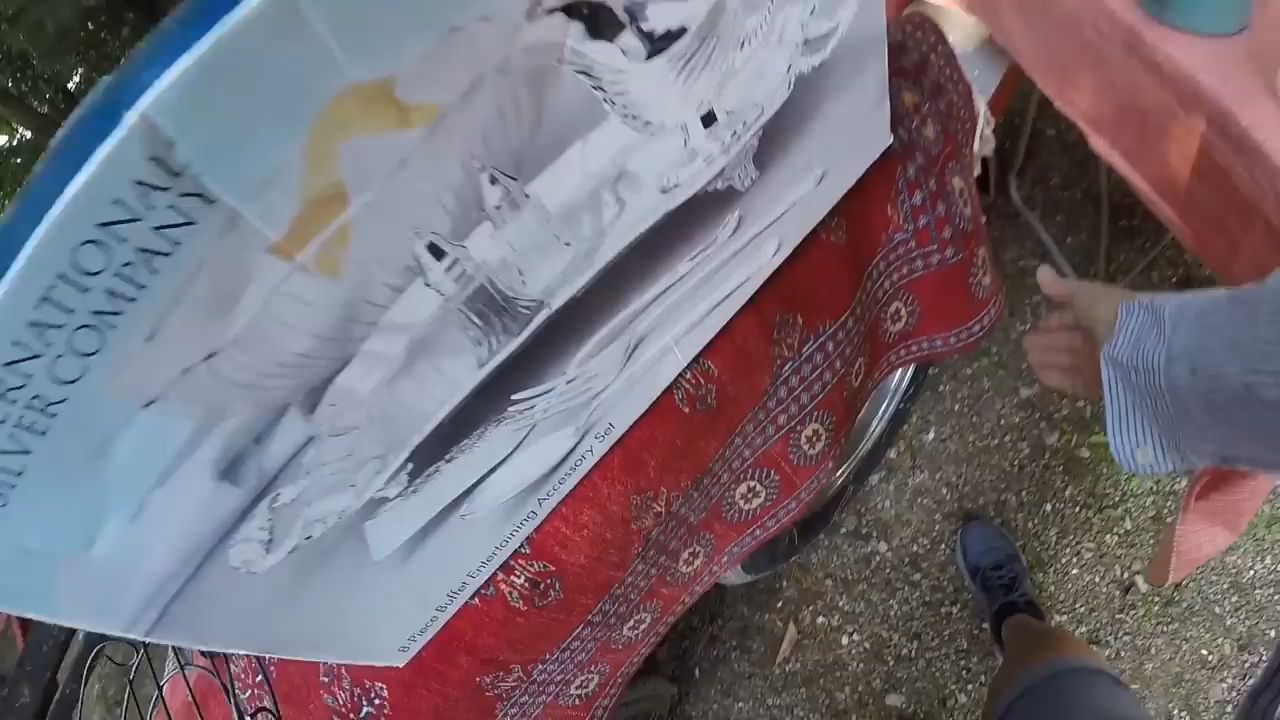 INTERNATIONAL
SILVER COMPANY
8-Piece Buffet Entertaining Accessory Set